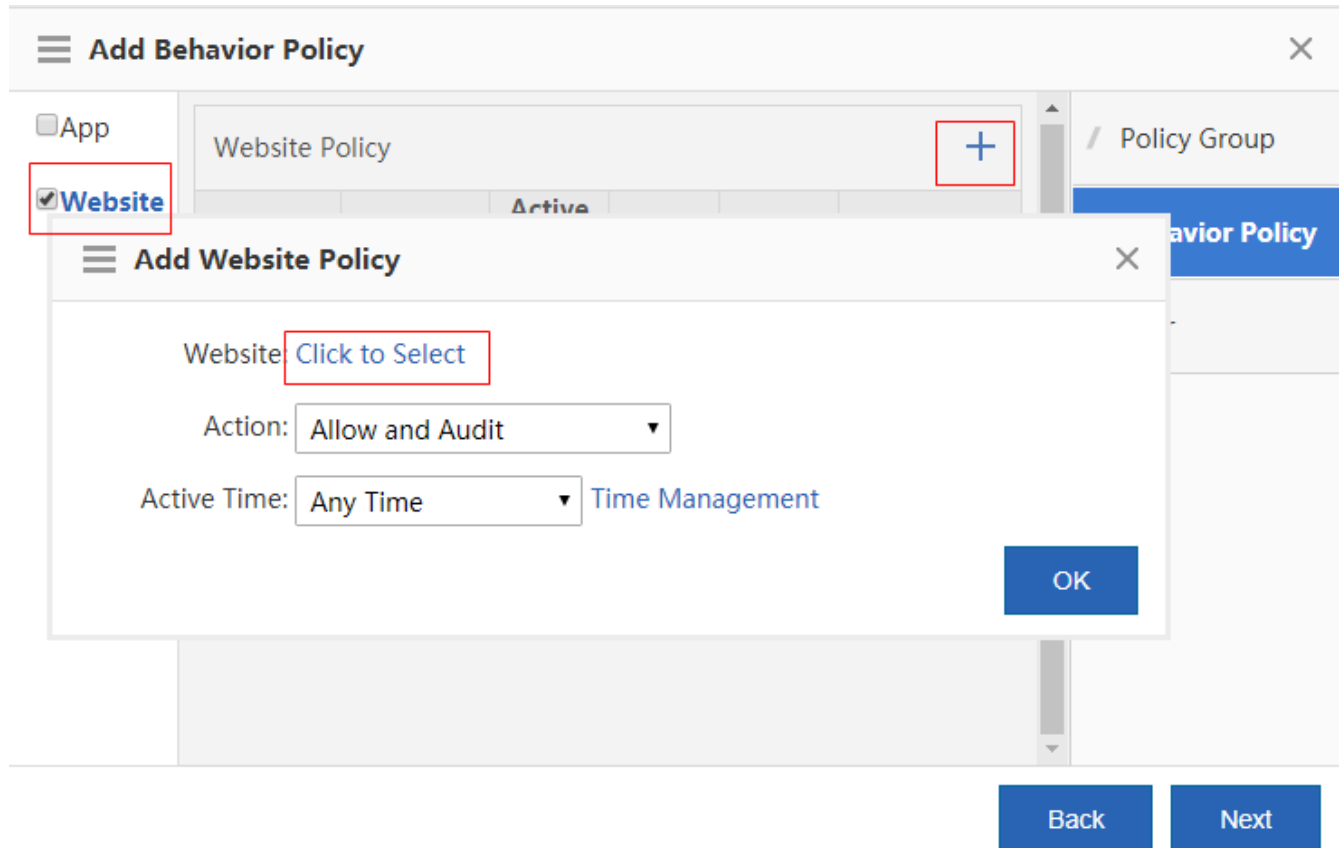 Add Behavior Policy
App
Website Policy
Policy Group
Website
Active
avior Policy
Add Website Policy
Website: Click to Select
Action: Allow and Audit
Active Time: Any Time Time Management
OK
Back Next